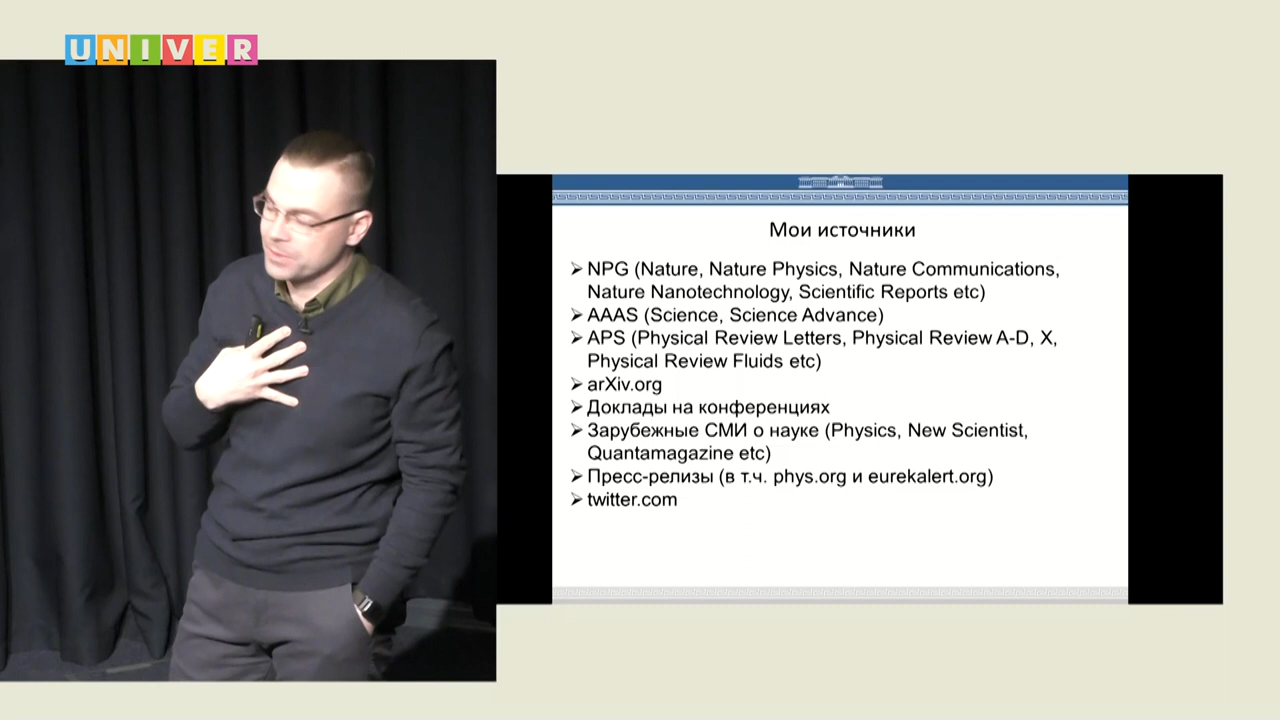 UNIVER
Мои источники
➢ NPG (Nature, Nature Physics, Nature Communications,
Nature Nanotechnology, Scientific Reports etc)
➢ AAAS (Science, Science Advance)
➢ APS (Physical Review Letters, Physical Review A-D, X,
Physical Review Fluids etc)
➢ arXiv.org
➢ Доклады на конференциях
➢ Зарубежные СМИ о науке (Physics, New Scientist,
Quantamagazine etc)
➢ Пресс-релизы (в т.ч. phys.org и eurekalert.org)
➢ twitter.com